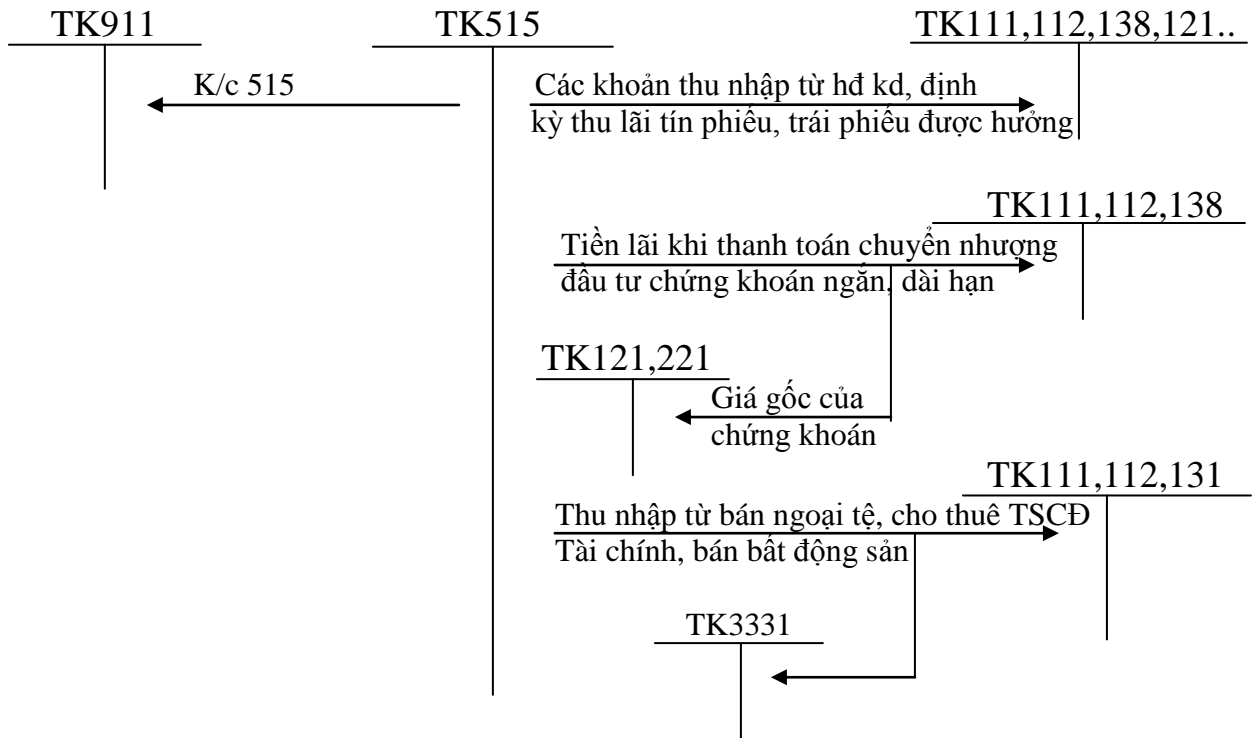 TK911
TK515
TK111,112,138,121..
K/c 515
Các khoản thu nhập từ hđ kd, định
kỳ thu lãi tín phiếu, trái phiếu được hưởng
TK111,112,138
Tiền lãi khi thanh toán chuyển nhượng
đầu tư chứng khoán ngắn, dài hạn
TK121,221
Giá gốc của
chứng khoán
TK111,112,131
Thu nhập từ bán ngoại tệ, cho thuê TSCĐ
Tài chính, bán bất động sản
TK3331